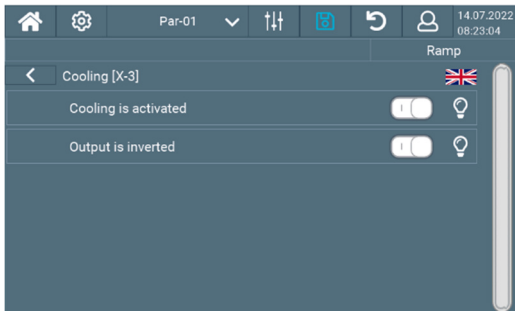 Par-01
14.07.2022
08:23:04
Ramp
Cooling [X-3]
Cooling is activated
Output is inverted